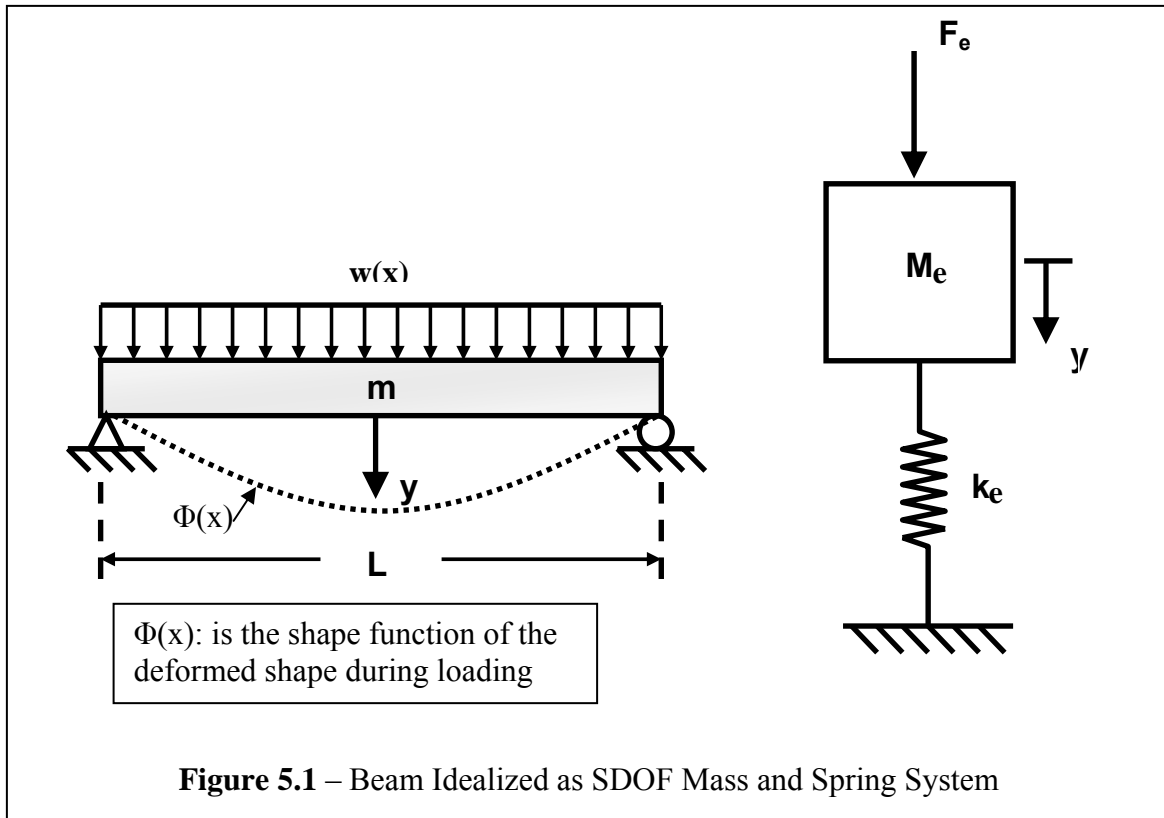 w(x)
m
y
Φ(x)
L
Φ(x): is the shape function of the
deformed shape during loading
Fe
Me
y
ke
Figure 5.1 – Beam Idealized as SDOF Mass and Spring System